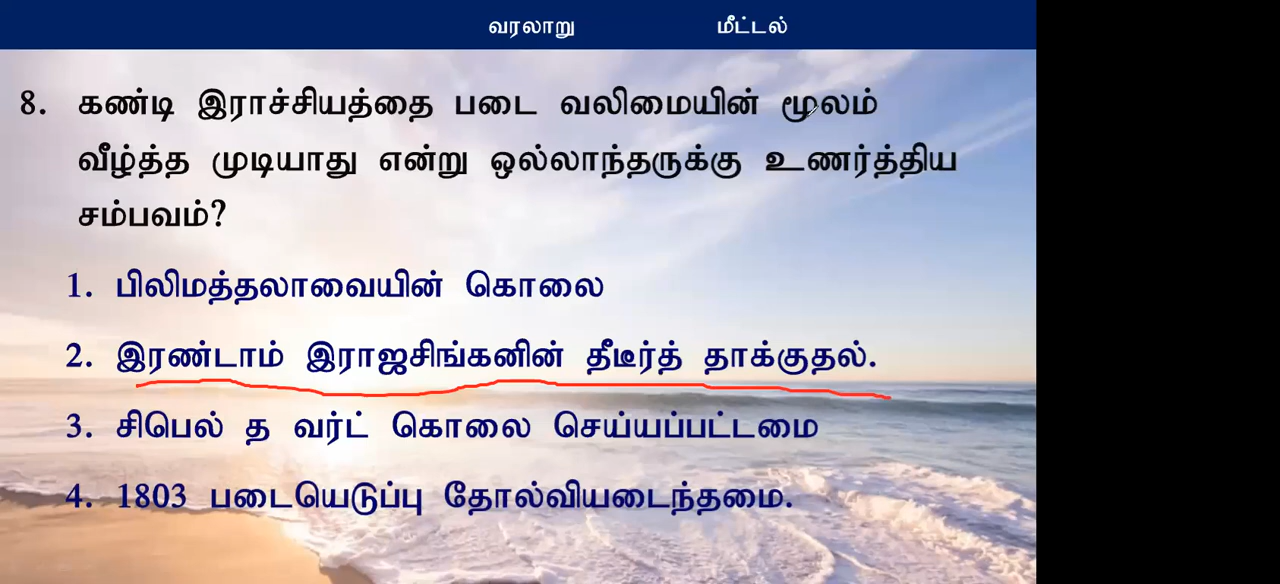 வரலாறு மீட்டல்
8. கண்டி இராச்சியத்தை படை வலிமையின் மூலம்
வீழ்த்த முடியாது என்று ஒல்லாந்தருக்கு உணர்த்திய
சம்பவம்?
1. பிலிமத்தலாவையின் கொலை
2. இரண்டாம் இராஜசிங்கனின் தீடீர்த் தாக்குதல்.
3. சிபெல் த வர்ட் கொலை செய்யப்பட்டமை
4. 1803 படையெடுப்பு தோல்வியடைந்தமை.